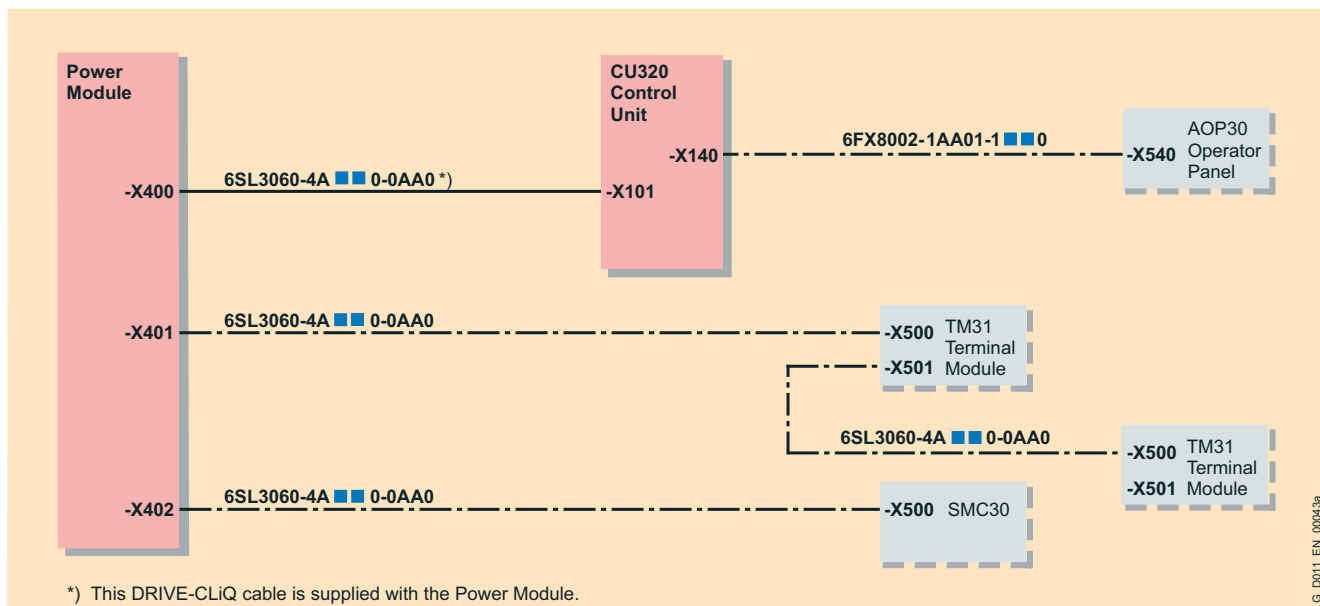 Power
Module
CU320
Control
Unit
-X140
6FX8002-1AA01-1 ■■ 0
-X540
AOP30
Operator
Panel
-X400
6SL3060-4A ■■ 0-0AA0 *)
-X101
-X401
6SL3060-4A ■■ 0-0AA0
-X500
-X501
TM31
Terminal
Module
6SL3060-4A ■■ 0-0AA0
-X500
-X501
TM31
Terminal
Module
-X402
6SL3060-4A ■■ 0-0AA0
-X500 SMC30
*) This DRIVE-CLiQ cable is supplied with the Power Module.
G_D011_EN_00043a